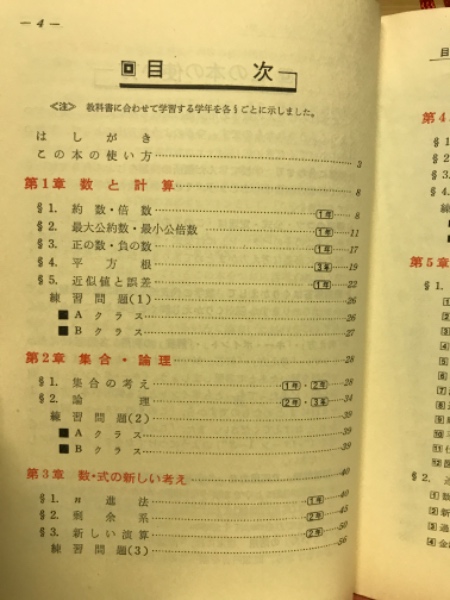 — 4 —
回目 次
<注> 教科書に合わせて学習する学年を各§ごとに示しました。
はしがき
この本の使い方 3
第1章 数と計算 8
§1. 約数・倍数 1年 8
§2. 最大公約数・最小公倍数 1年 11
§3. 正の数・負の数 1年 17
§4. 平方根 3年 19
§5. 近似値と誤差 1年 22
練習問題(1) 26
■Aクラス 26
■Bクラス 27
第2章 集合・論理 28
§1. 集合の考え 1年・2年 28
§2. 論理 2年・3年 34
練習問題(2) 39
■Aクラス 39
■Bクラス 39
第3章 数・式の新しい考え 40
§1. n進法 1年 40
§2. 剰余系 2年 45
§3. 新しい演算 2年 50
練習問題(3) 56
目
第4
§1
§2
§3.
§4.
練
第5章
§1.
§2.